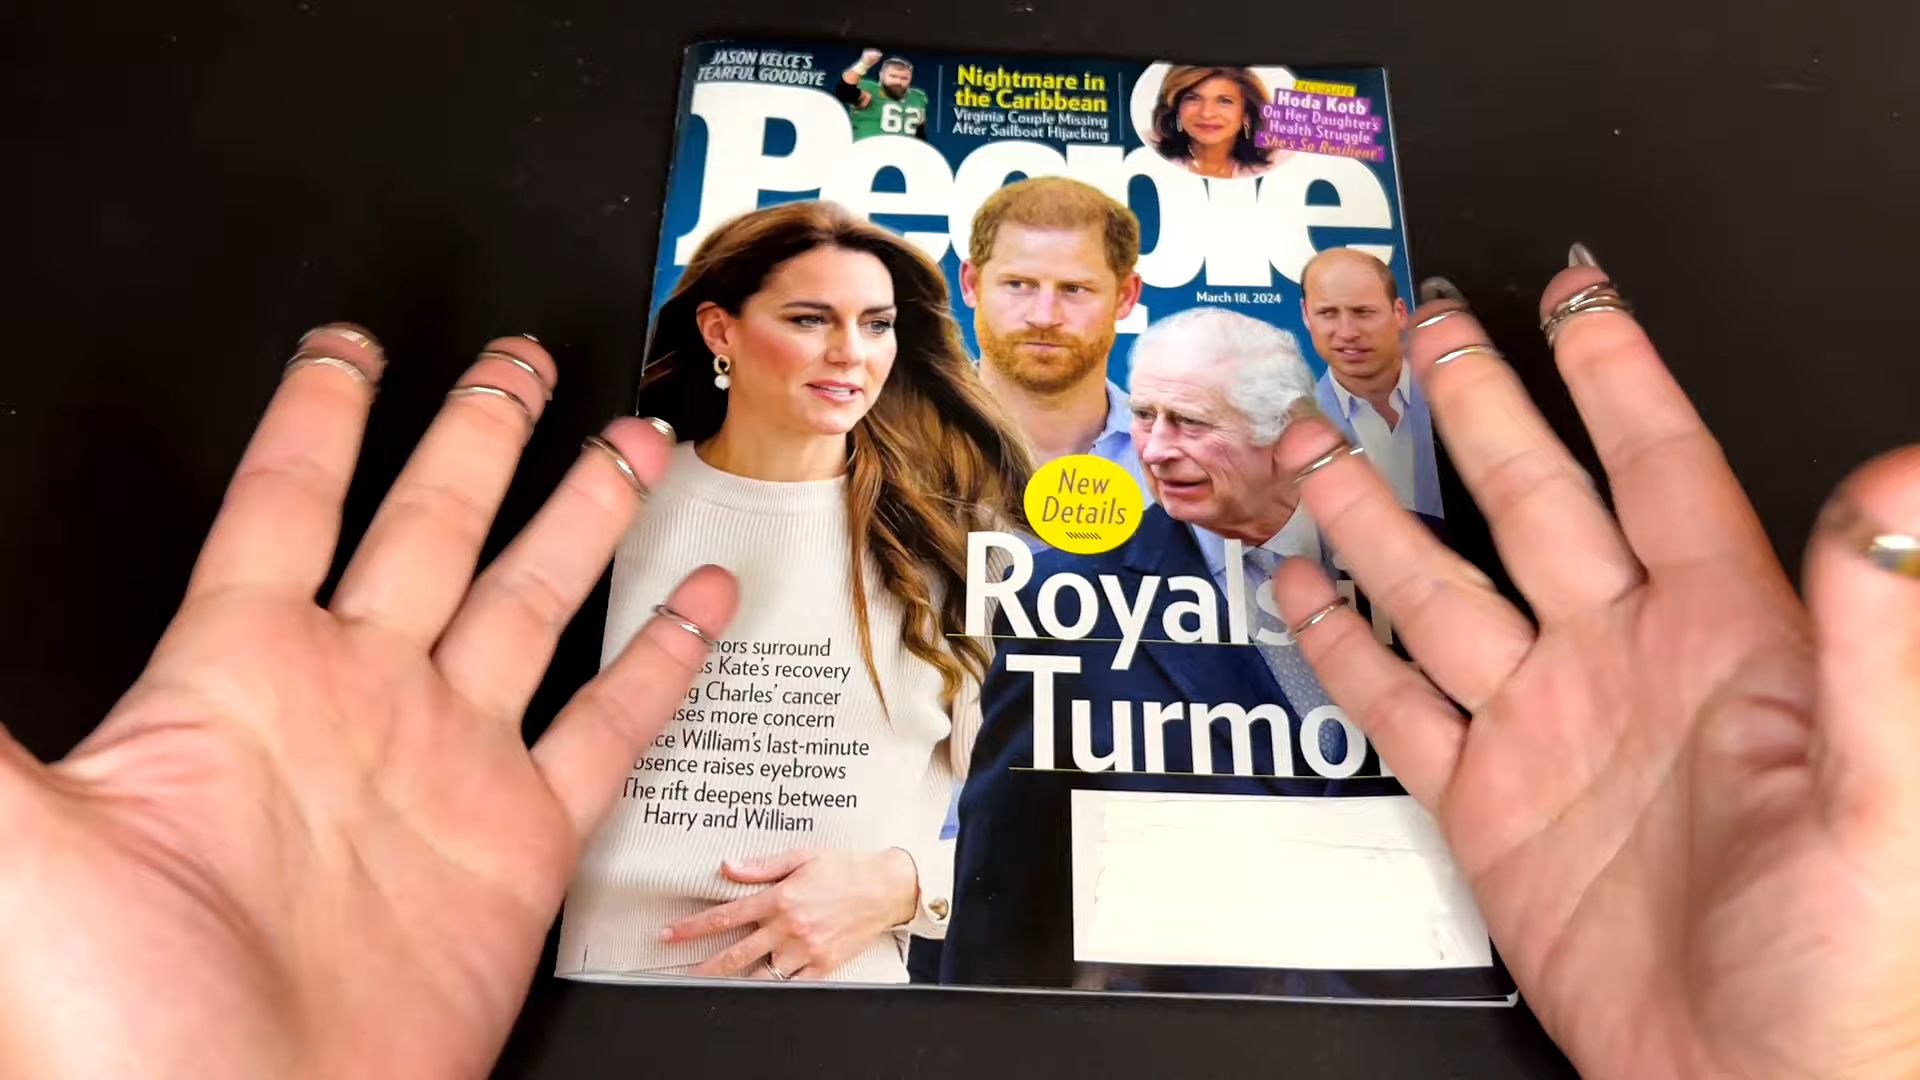 JASON KELCE'S
TEARFUL GOODBYE
62
Nightmare in
the Caribbean
Virginia Couple Missing
After Sailboat Hijacking
EXCLUSIVE
Hoda Kotb
On Her Daughter's
Health Struggle
'She's So Resilient'
People
March 18, 2024
New
Details
Royals
Turmo
surround
Kate's recovery
Charles' cancer
more concern
William's last-minute
raises eyebrows
The rift deepens between
Harry and William